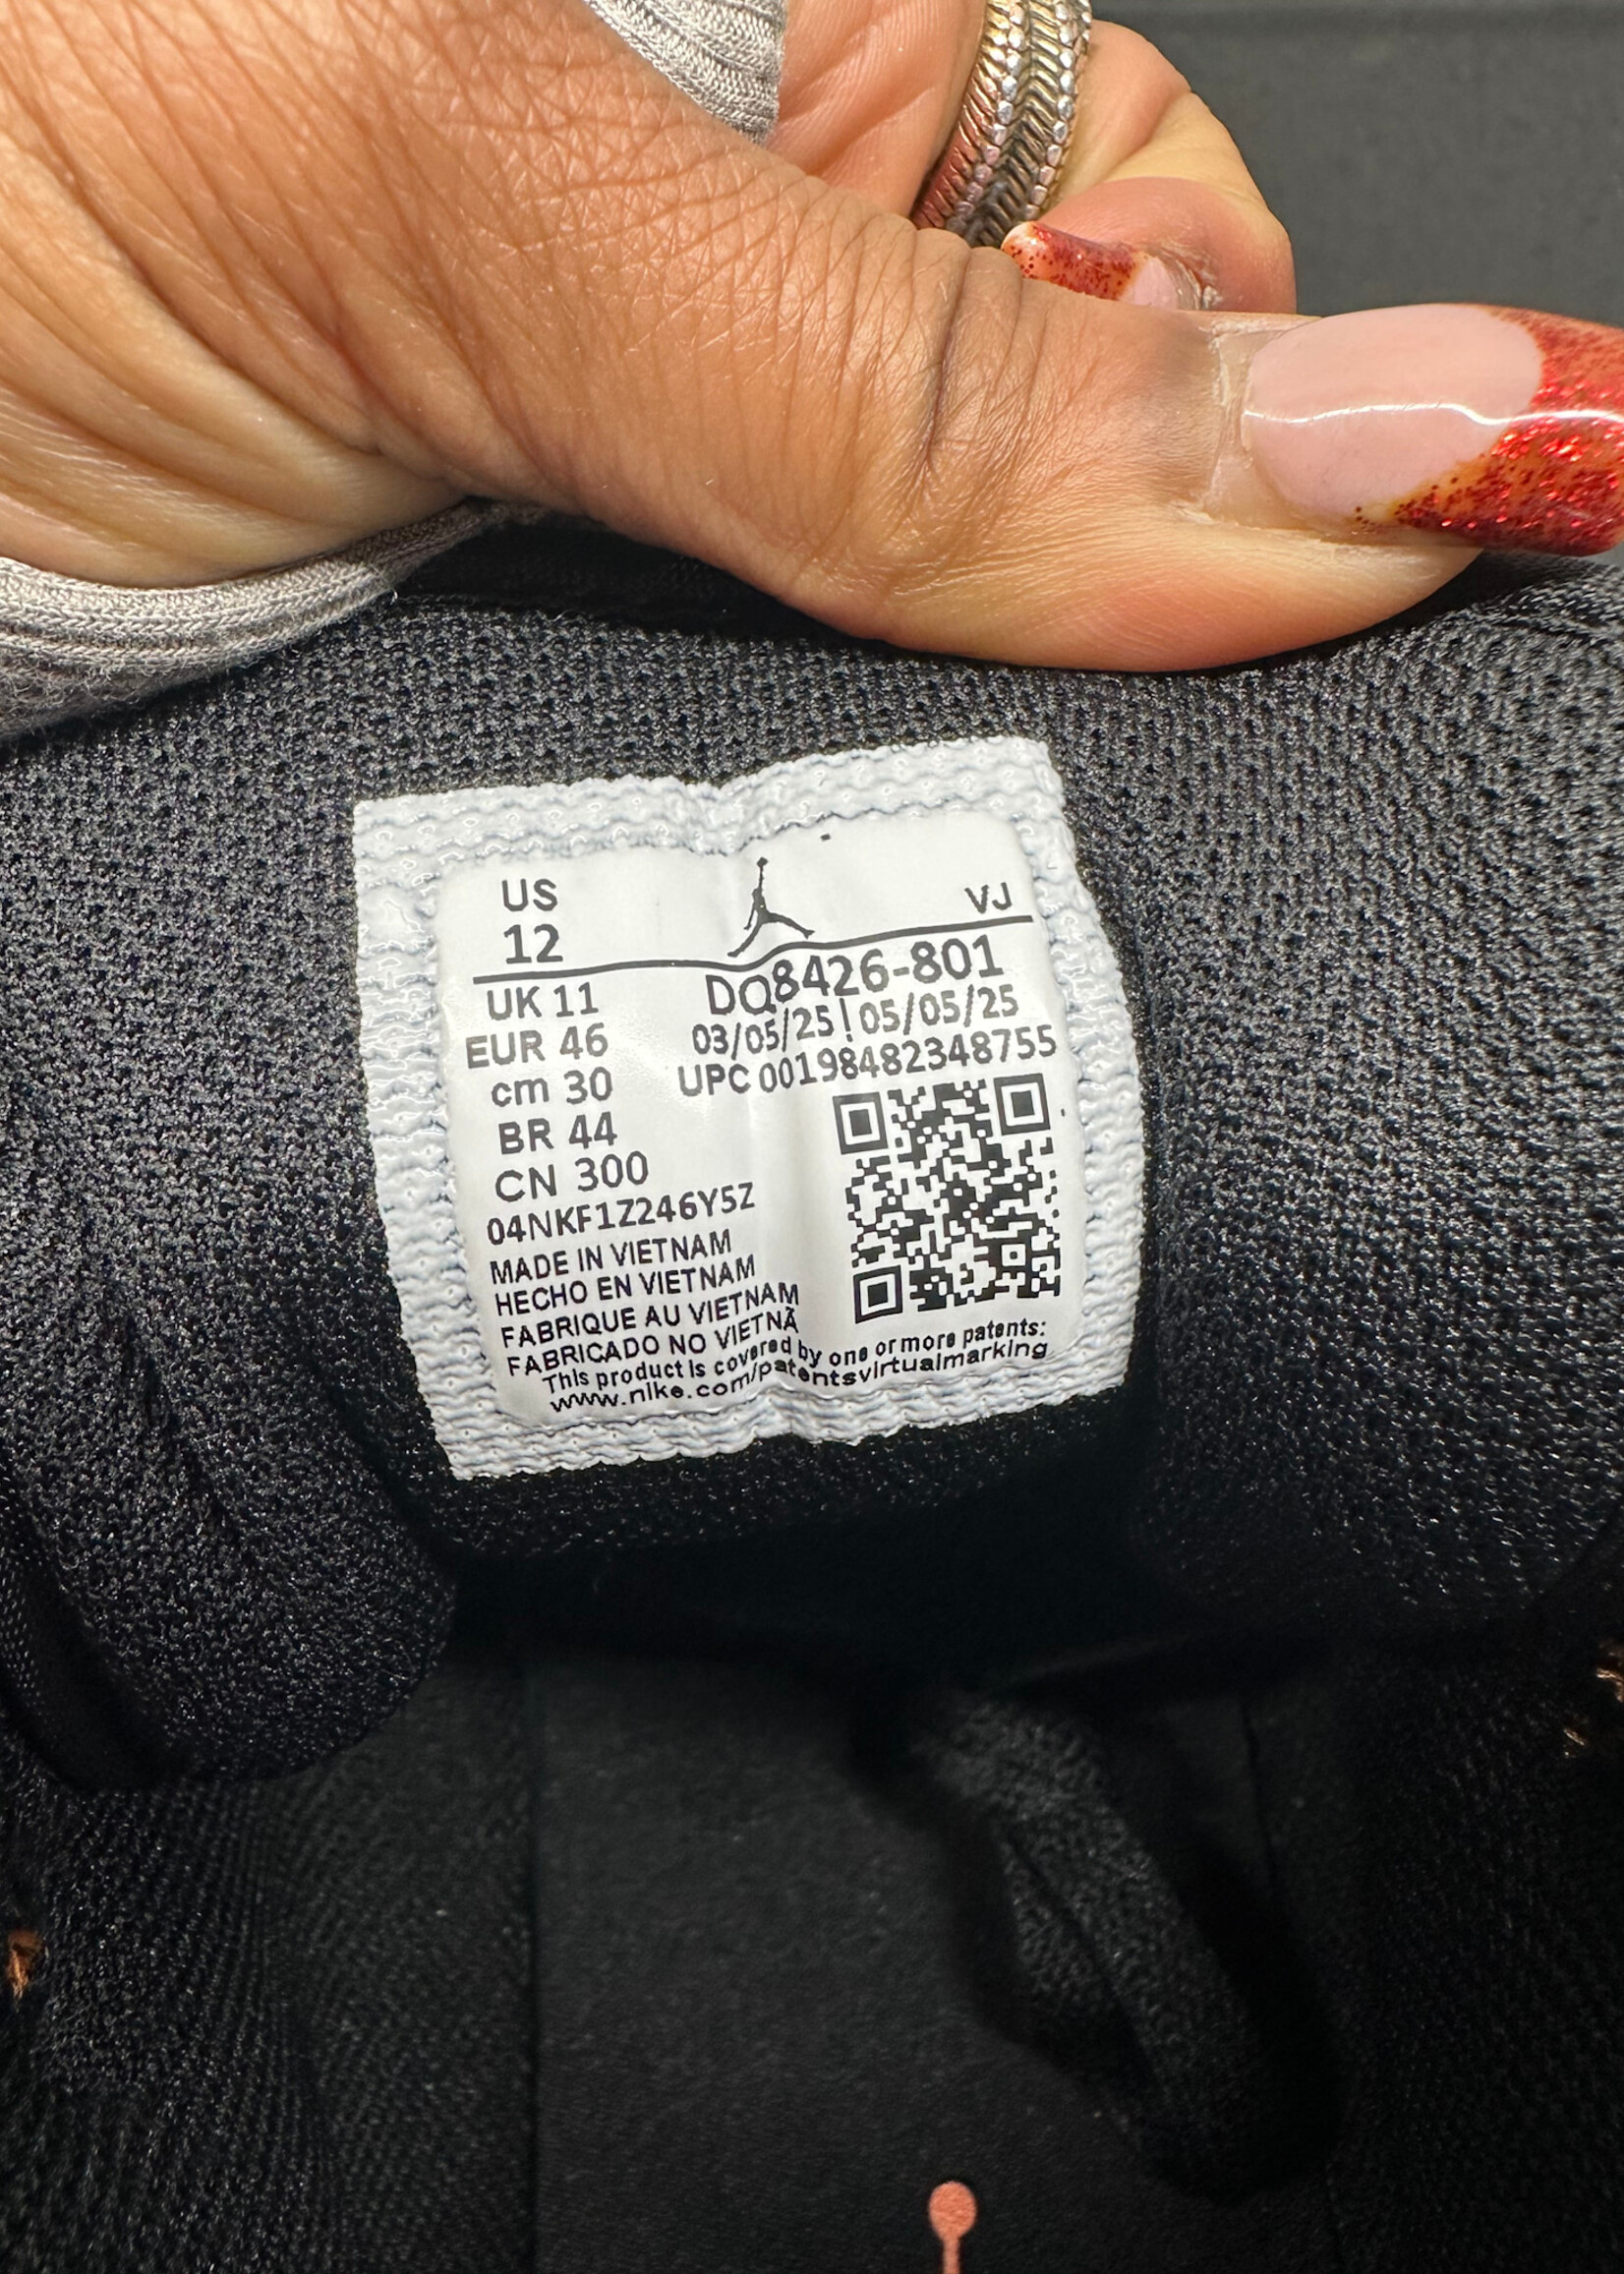 US
12
VJ
UK 11
EUR 46
cm 30
BR 44
CN 300
DQ8426-801
03/05/25 | 05/05/25
UPC 00198482348755
04NKF1Z246Y5Z
MADE IN VIETNAM
HECHO EN VIETNAM
FABRIQUE AU VIETNAM
FABRICADO NO VIETNÃ
This product is covered by one or more patents:
www.nike.com/patentsvirtualmarking